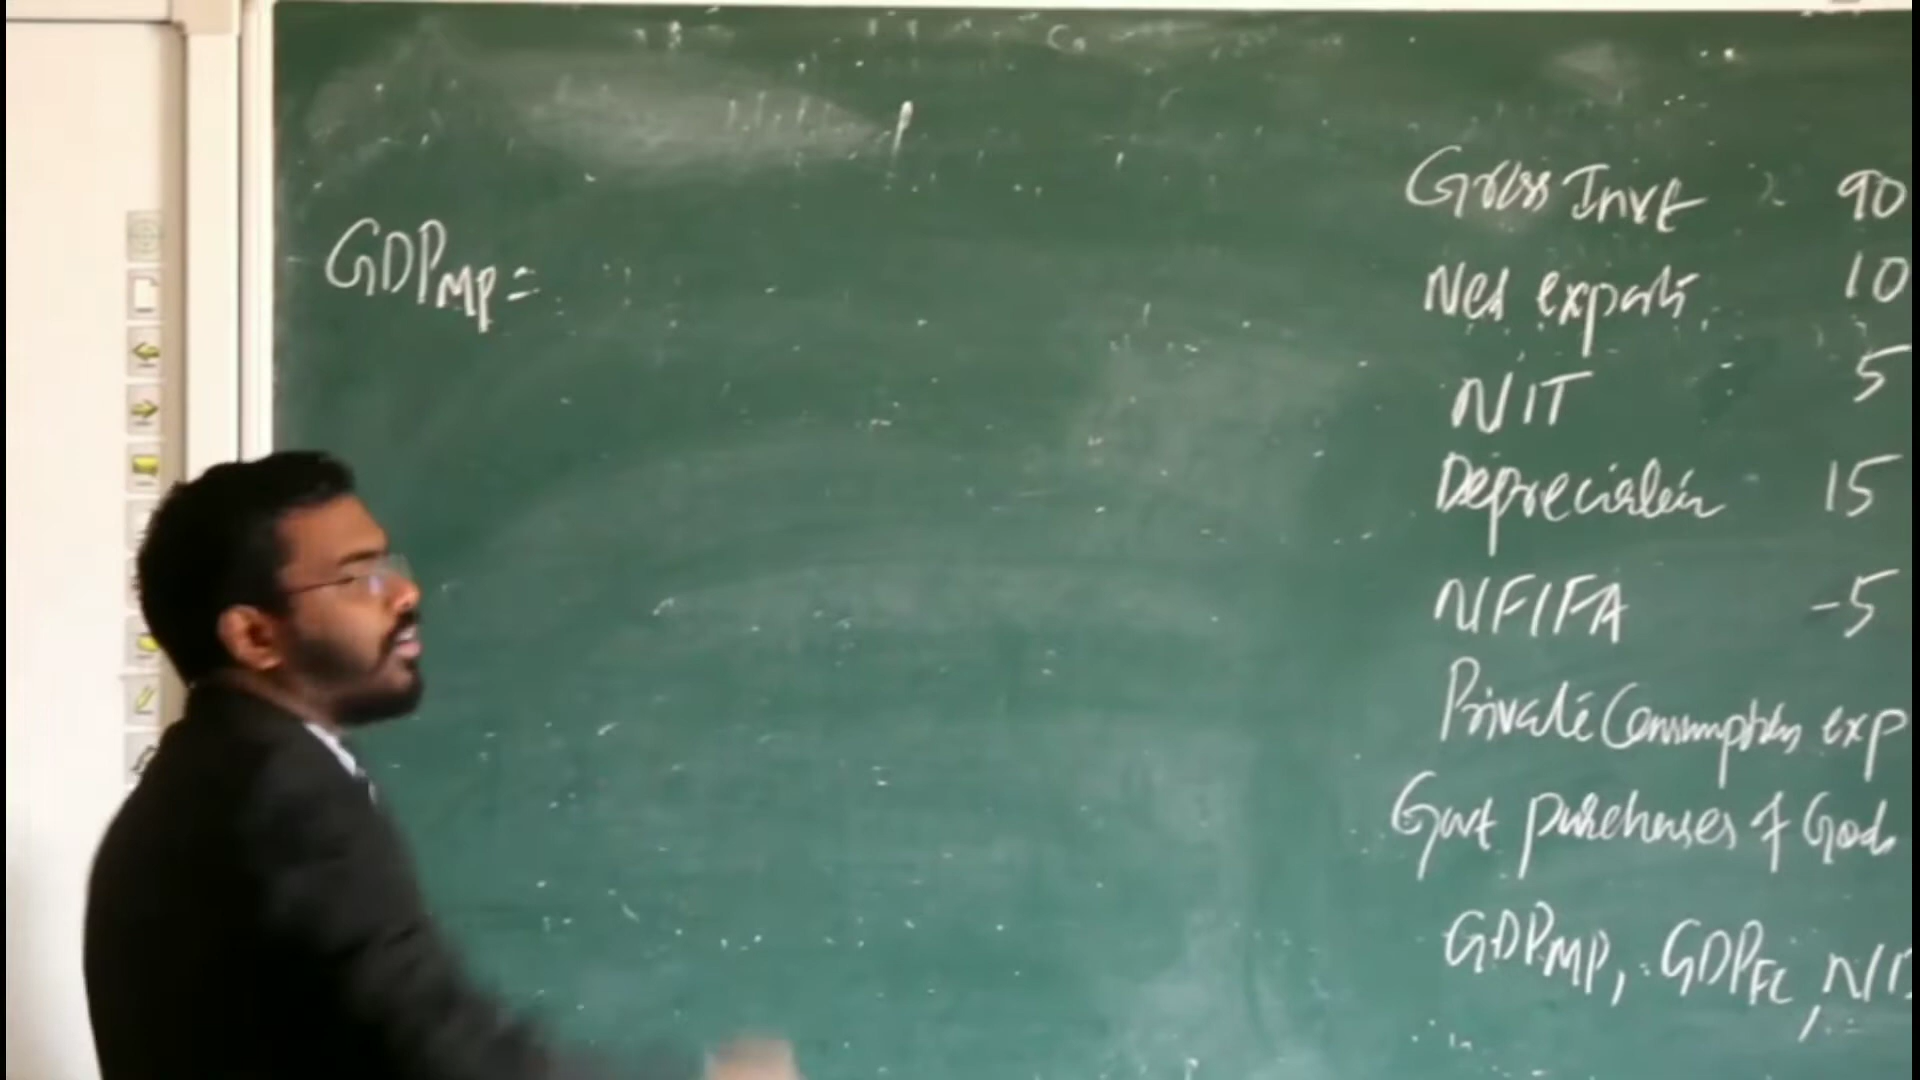 GDPMP =
Gross Invt 90
Net exports 10
NIT 5
Depreciation 15
NFIFA -5
Private Consumption exp
Govt purchases of Goods
GDPMP, GDPFC,